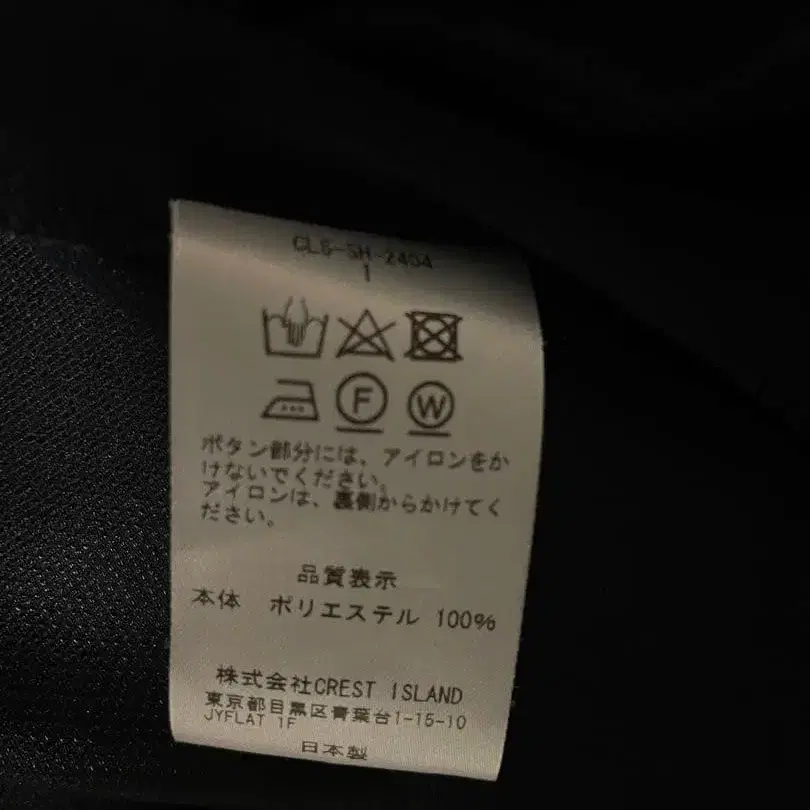 CLG-SH-2404
1
F W
ボタン部分には、アイロンをか
けないでください。
アイロンは、裏側からかけてく
ださい。
品質表示
本体 ポリエステル 100%
株式会社CREST ISLAND
東京都目黒区青葉台1-15-10
JYFLAT 1F
日本製